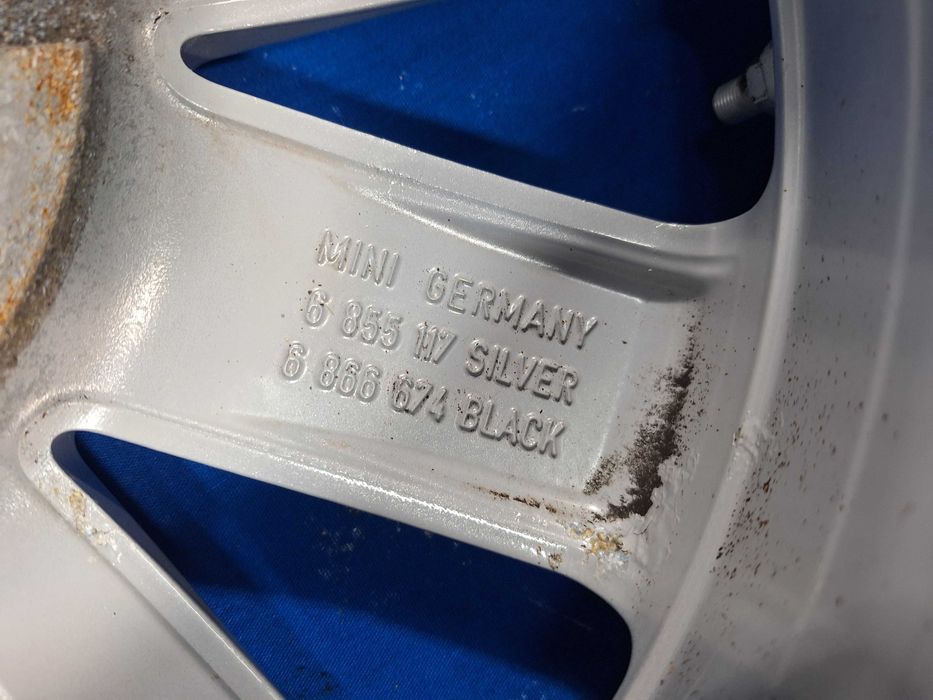 MINI GERMANY
6 855 117 SILVER
6 866 674 BLACK